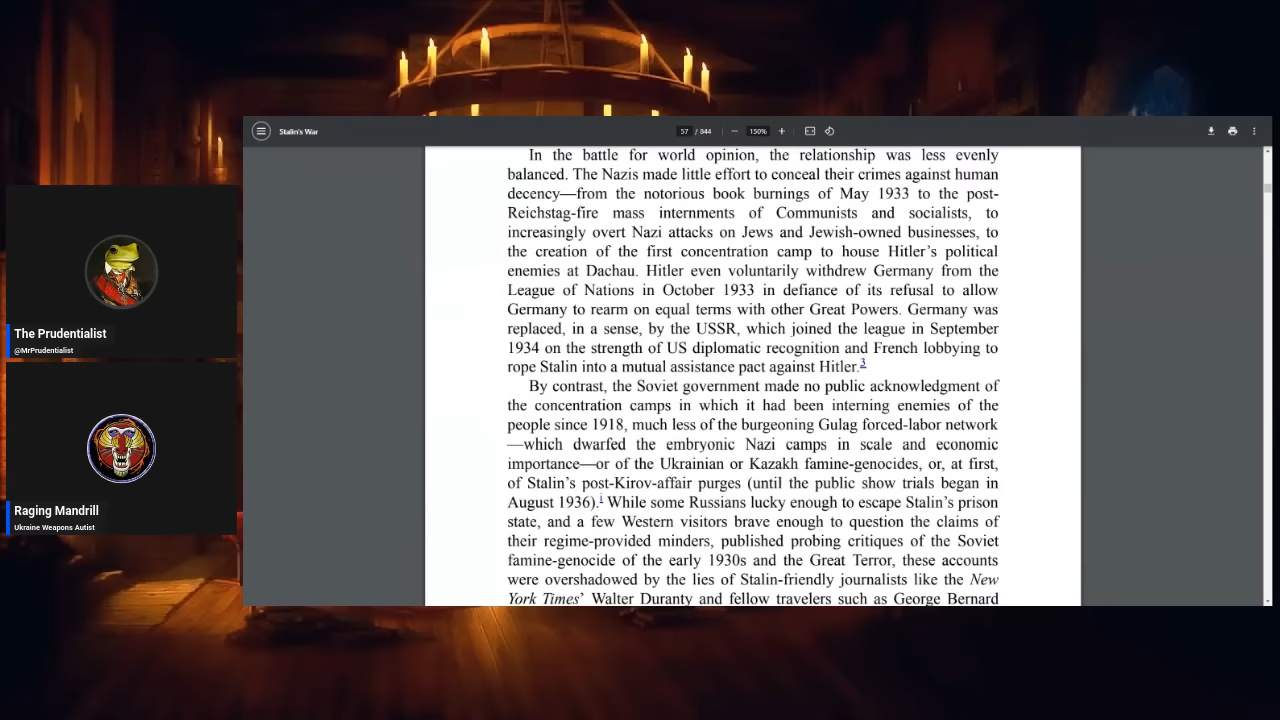 Stalin's War
57 / 844
150%
In the battle for world opinion, the relationship was less evenly
balanced. The Nazis made little effort to conceal their crimes against human
decency—from the notorious book burnings of May 1933 to the post-
Reichstag-fire mass internments of Communists and socialists, to
increasingly overt Nazi attacks on Jews and Jewish-owned businesses, to
the creation of the first concentration camp to house Hitler's political
enemies at Dachau. Hitler even voluntarily withdrew Germany from the
League of Nations in October 1933 in defiance of its refusal to allow
Germany to rearm on equal terms with other Great Powers. Germany was
replaced, in a sense, by the USSR, which joined the league in September
1934 on the strength of US diplomatic recognition and French lobbying to
rope Stalin into a mutual assistance pact against Hitler.3
By contrast, the Soviet government made no public acknowledgment of
the concentration camps in which it had been interning enemies of the
people since 1918, much less of the burgeoning Gulag forced-labor network
—which dwarfed the embryonic Nazi camps in scale and economic
importance—or of the Ukrainian or Kazakh famine-genocides, or, at first,
of Stalin's post-Kirov-affair purges (until the public show trials began in
August 1936).i While some Russians lucky enough to escape Stalin's prison
state, and a few Western visitors brave enough to question the claims of
their regime-provided minders, published probing critiques of the Soviet
famine-genocide of the early 1930s and the Great Terror, these accounts
were overshadowed by the lies of Stalin-friendly journalists like the New
York Times' Walter Duranty and fellow travelers such as George Bernard
The Prudentialist
@MrPrudentialist
Raging Mandrill
Ukraine Weapons Autist